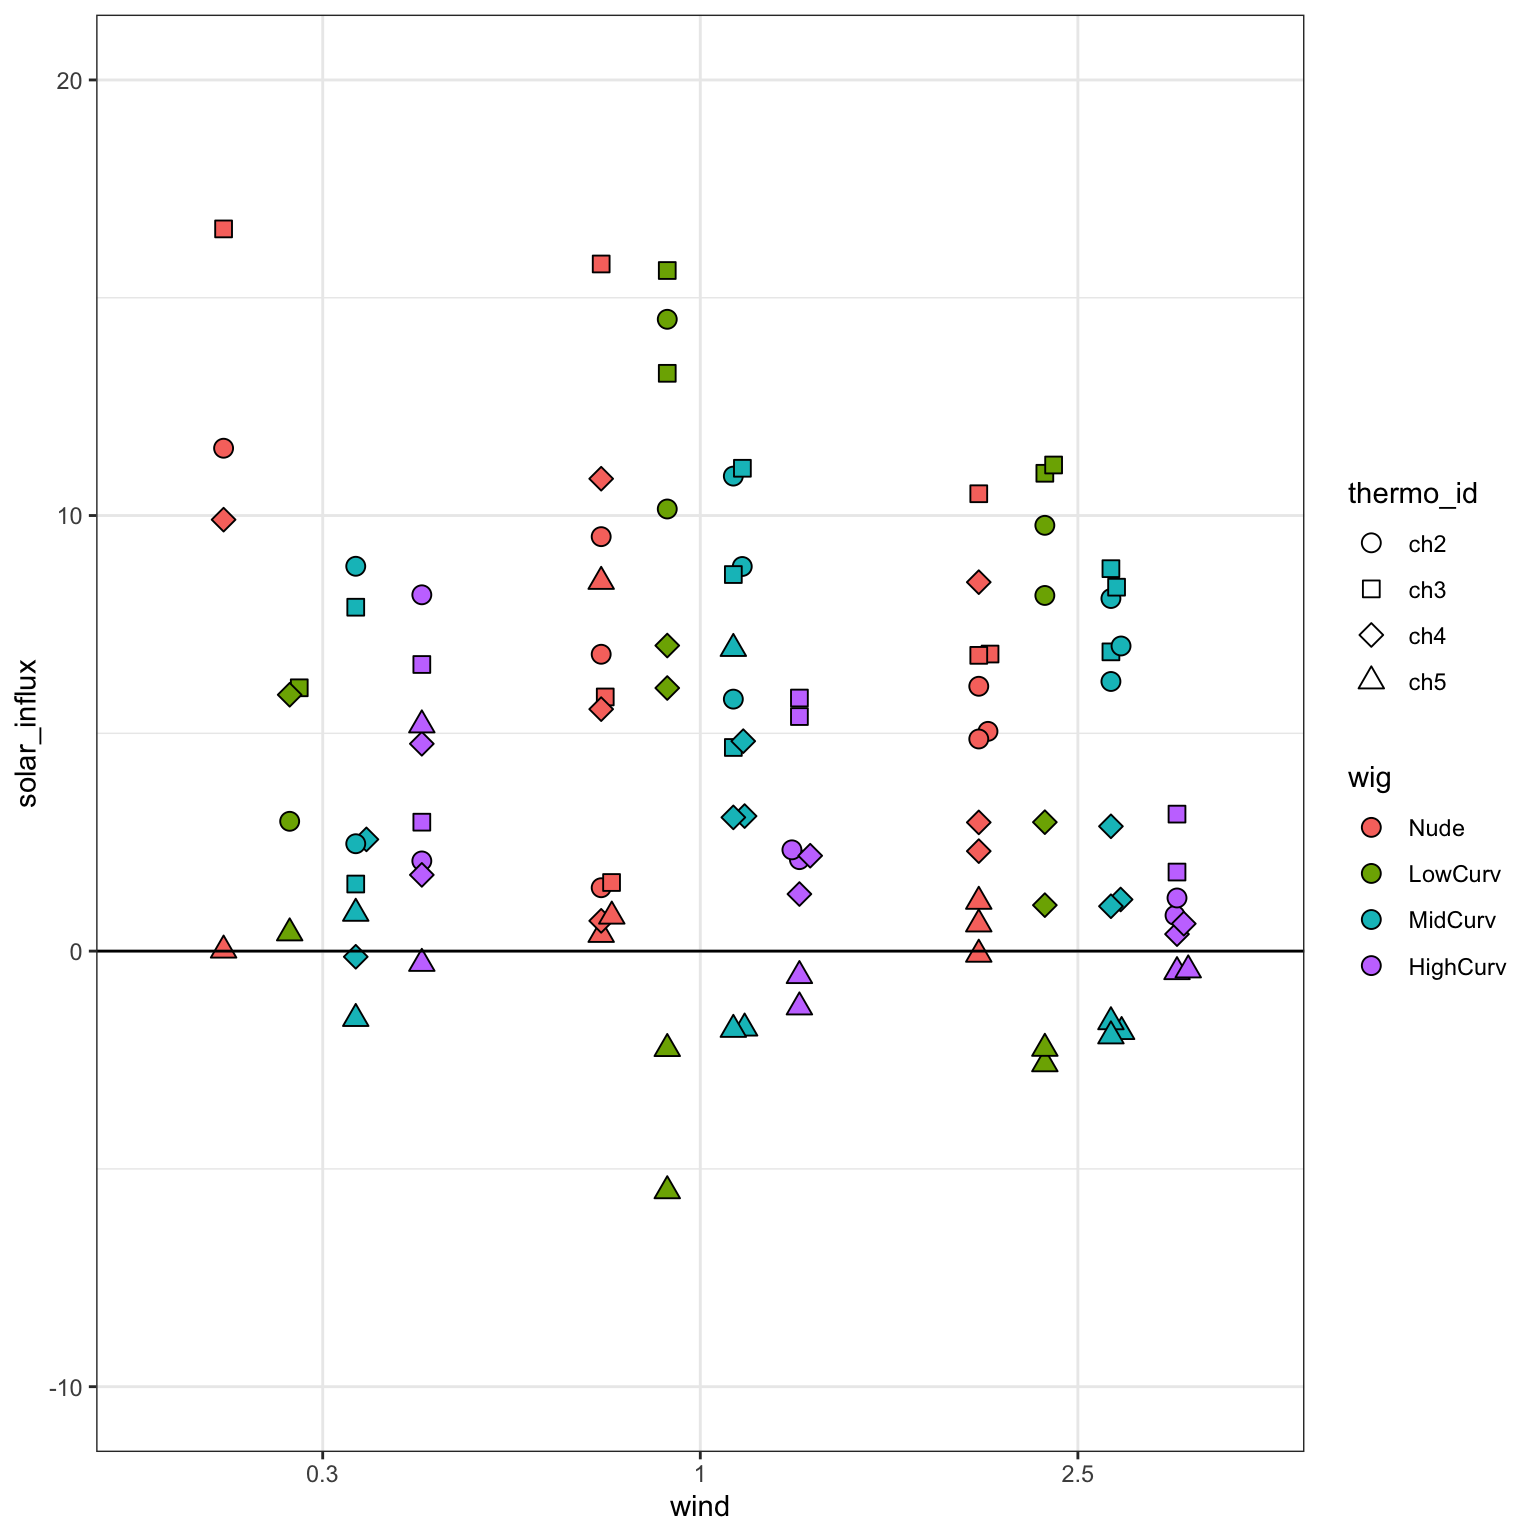 20
10
0
-10
solar_influx
0.3 1 2.5
wind
thermo_id
ch2
ch3
ch4
ch5
wig
Nude
LowCurv
MidCurv
HighCurv